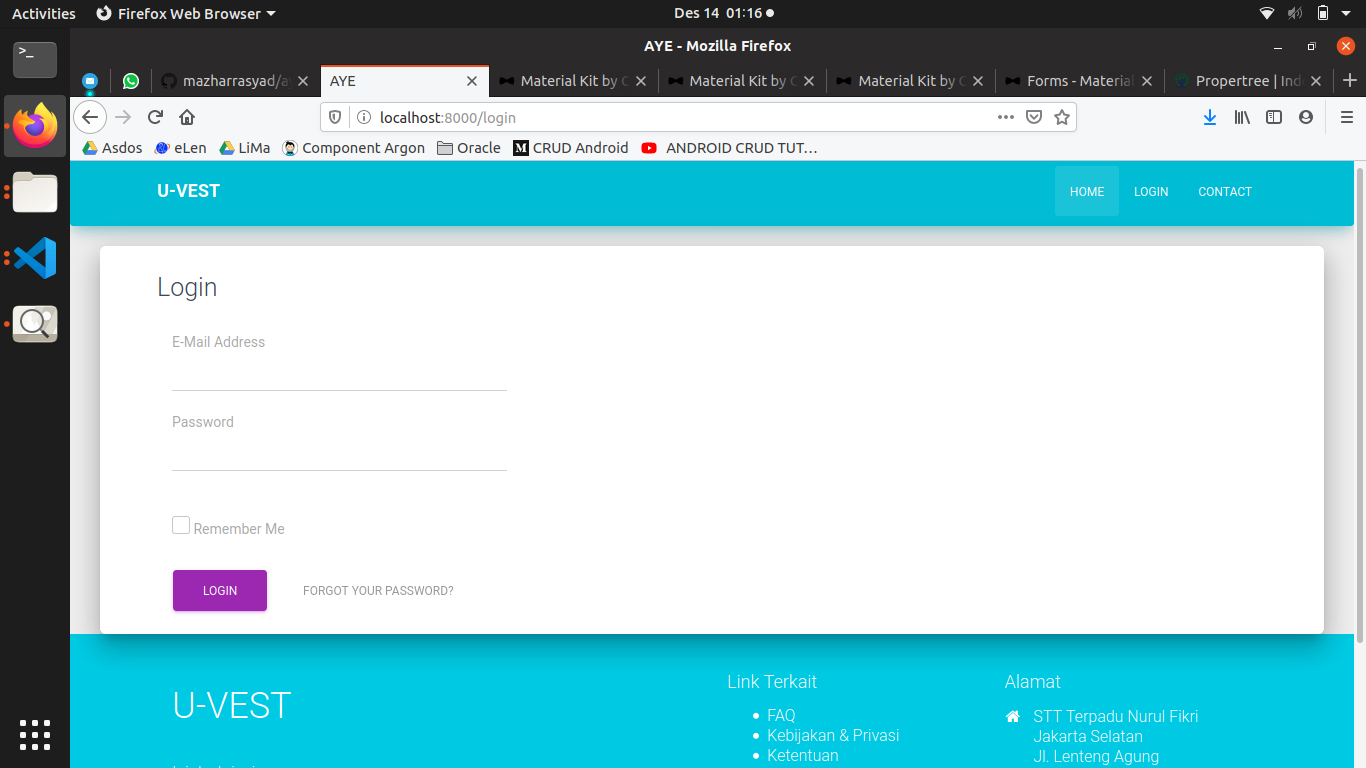 Activities Firefox Web Browser Des 14 01:16
AYE - Mozilla Firefox
mazharrasyad/a AYE Material Kit by C Material Kit by C Material Kit by C Forms - Material Propertree | Ind
localhost:8000/login
Asdos eLen LiMa Component Argon Oracle M CRUD Android ANDROID CRUD TUT...
U-VEST HOME LOGIN CONTACT
Login
E-Mail Address
Password
Remember Me
LOGIN FORGOT YOUR PASSWORD?
U-VEST
Link Terkait
FAQ
Kebijakan & Privasi
Ketentuan
Alamat
STT Terpadu Nurul Fikri
Jakarta Selatan
Jl. Lenteng Agung